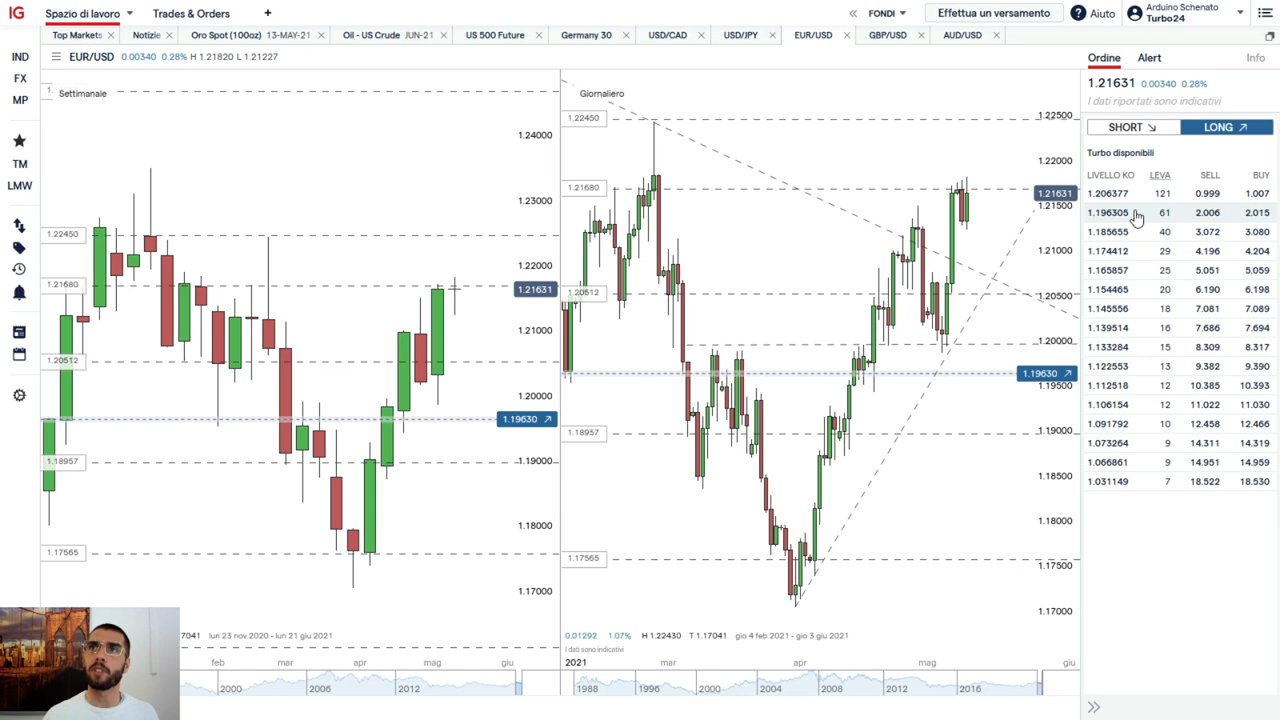 IG
Spazio di lavoro
Trades & Orders
+
FONDI
Effettua un versamento
Aiuto
Arduino Schenato
Turbo24
Top Markets
Notizie
Oro Spot (100oz) 13-MAY-21
Oil - US Crude JUN-21
US 500 Future
Germany 30
USD/CAD
USD/JPY
EUR/USD
GBP/USD
AUD/USD
IND
FX
MP
TM
LMW
EUR/USD 0.00340 0.28% H 1.21820 L 1.21227
Settimanale
1.24000
1.23000
1.22450
1.22000
1.21680
1.21631
1.21000
1.20512
1.20000
1.19630
1.19000
1.18957
1.18000
1.17565
1.17000
7041 lun 23 nov 2020 - lun 21 giu 2021
feb mar apr mag giu
2000 2006 2012
Giornaliero
1.22500
1.22450
1.22000
1.21680
1.21631
1.21500
1.21000
1.20512
1.20500
1.20000
1.19630
1.19500
1.18957
1.19000
1.18500
1.18000
1.17565
1.17500
1.17000
0.01292 1.07% H 1.22430 T 1.17041 gio 4 feb 2021 - gio 3 giu 2021
I dati sono indicativi
2021 mar apr mag giu
1988 1996 2000 2004 2008 2012 2016
Ordine
Alert
Info
1.21631 0.00340 0.28%
I dati riportati sono indicativi
SHORT
LONG
Turbo disponibili
LIVELLO KO LEVA SELL BUY
1.206377 121 0.999 1.007
1.196305 61 2.006 2.015
1.185655 40 3.072 3.080
1.174412 29 4.196 4.204
1.165857 25 5.051 5.059
1.154465 20 6.190 6.198
1.145556 18 7.081 7.089
1.139514 16 7.686 7.694
1.133284 15 8.309 8.317
1.122553 13 9.382 9.390
1.112518 12 10.385 10.393
1.106154 12 11.022 11.030
1.091792 10 12.458 12.466
1.073264 9 14.311 14.319
1.066861 9 14.951 14.959
1.031149 7 18.522 18.530